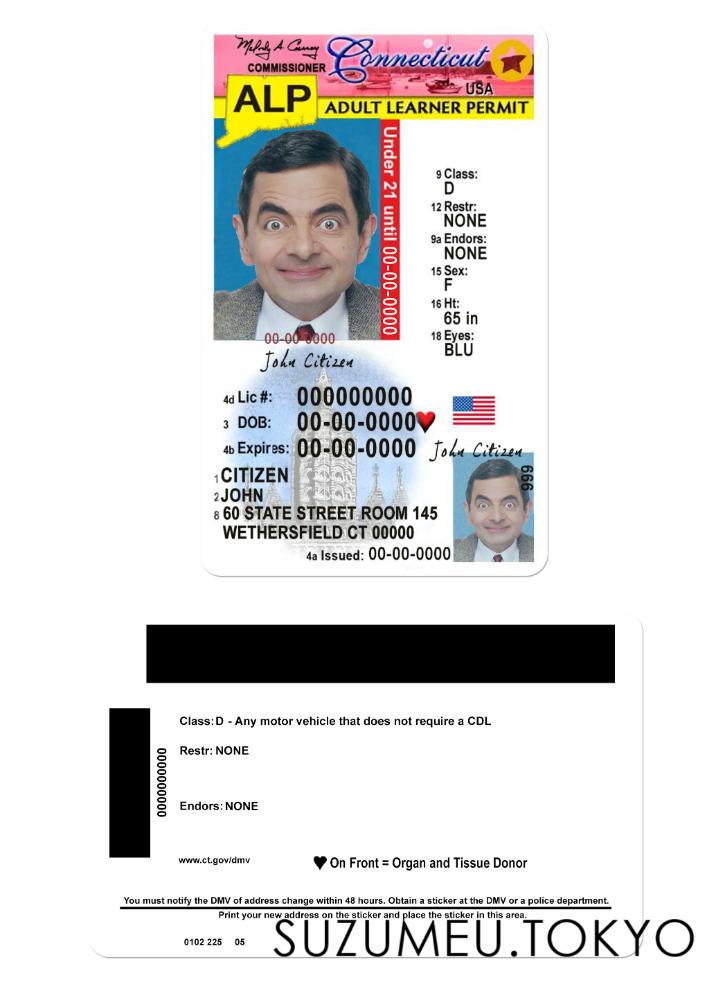 Melody A. Currey
COMMISSIONER
Connecticut
USA
ALP
ADULT LEARNER PERMIT
Under 21 until 00-00-0000
9 Class:
D
12 Restr:
NONE
9a Endors:
NONE
15 Sex:
F
16 Ht:
65 in
18 Eyes:
BLU
00-00-0000
John Citizen
4d Lic #: 000000000
3 DOB: 00-00-0000
4b Expires: 00-00-0000
John Citizen
999
1 CITIZEN
2 JOHN
8 60 STATE STREET ROOM 145
WETHERSFIELD CT 00000
4a Issued: 00-00-0000
Class: D - Any motor vehicle that does not require a CDL
Restr: NONE
0000000000
Endors: NONE
www.ct.gov/dmv
On Front = Organ and Tissue Donor
You must notify the DMV of address change within 48 hours. Obtain a sticker at the DMV or a police department.
Print your new address on the sticker and place the sticker in this area.
0102 225 05
SUZUMEU.TOKYO